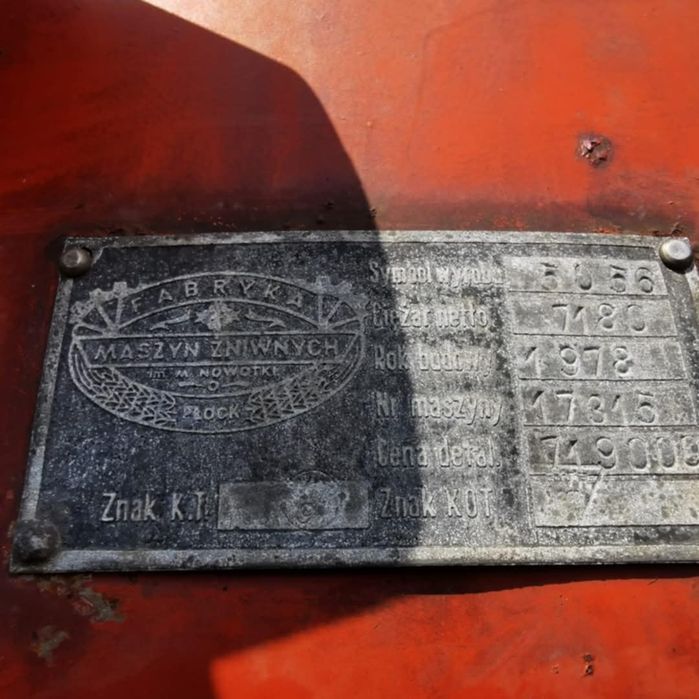 FABRYKA
MASZYN ŻNIWNYCH
im. M. NOWOTKI
PŁOCK
Znak K.T.
Symbol wyrobu 5056
Ciężar netto 7180
Rok budowy 1978
Nr maszyny 17315
Cena detal.
Znak KOT